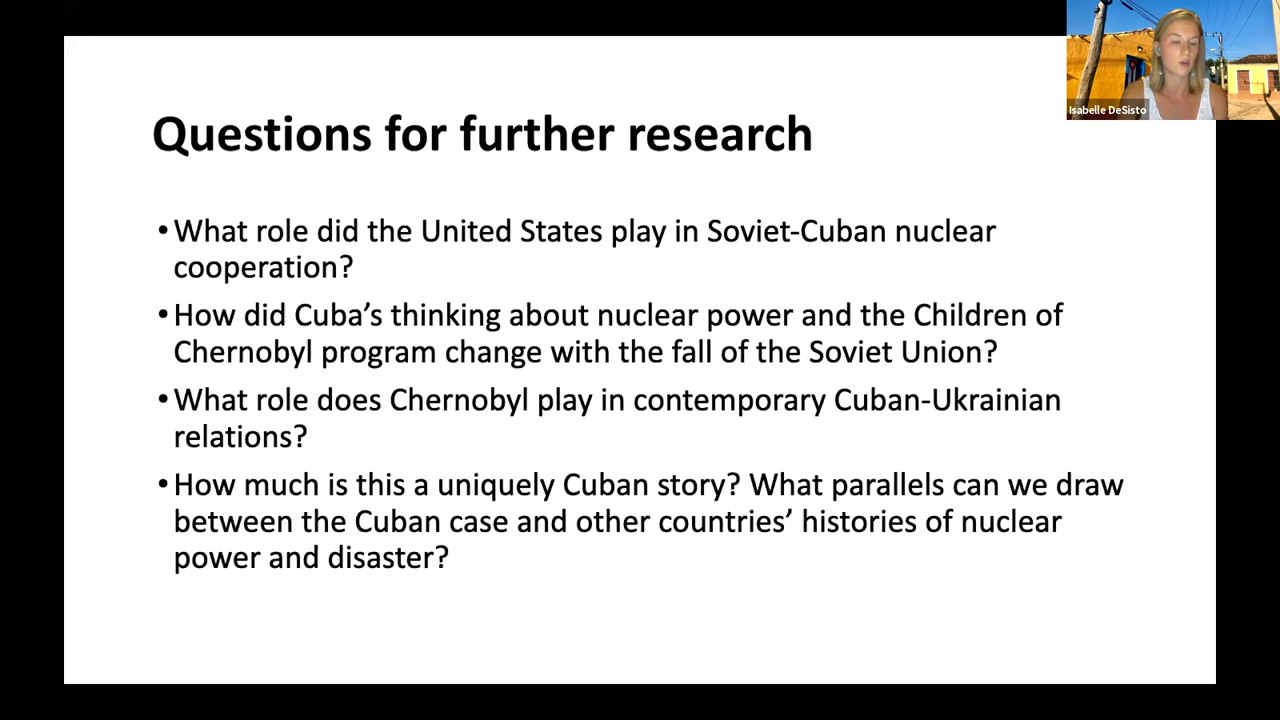 Questions for further research
• What role did the United States play in Soviet-Cuban nuclear
cooperation?
• How did Cuba’s thinking about nuclear power and the Children of
Chernobyl program change with the fall of the Soviet Union?
• What role does Chernobyl play in contemporary Cuban-Ukrainian
relations?
• How much is this a uniquely Cuban story? What parallels can we draw
between the Cuban case and other countries’ histories of nuclear
power and disaster?
Isabelle DeSisto